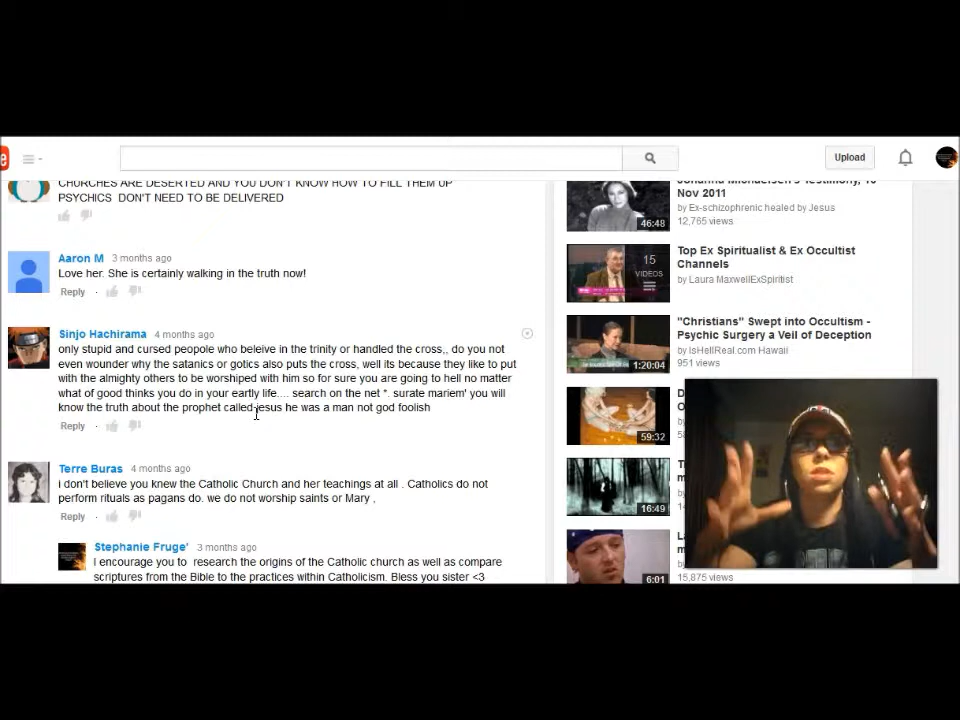 Upload
CHURCHES ARE DESERTED AND YOU DON'T KNOW HOW TO FILL THEM UP
PSYCHICS DON'T NEED TO BE DELIVERED
Aaron M 3 months ago
Love her. She is certainly walking in the truth now!
Reply
Sinjo Hachirama 4 months ago
only stupid and cursed peopole who beleive in the trinity or handled the cross,, do you not
even wounder why the satanics or gotics also puts the cross, well its because they like to put
with the almighty others to be worshiped with him so for sure you are going to hell no matter
what of good thinks you do in your eartly life.... search on the net *. surate mariem' you will
know the truth about the prophet called jesus he was a man not god foolish
Reply
Terre Buras 4 months ago
i don't believe you knew the Catholic Church and her teachings at all . Catholics do not
perform rituals as pagans do. we do not worship saints or Mary ,
Reply
Stephanie Fruge' 3 months ago
I encourage you to research the origins of the Catholic church as well as compare
scriptures from the Bible to the practices within Catholicism. Bless you sister <3
46:48
Nov 2011
by Ex-schizophrenic healed by Jesus
12,765 views
15
VIDEOS
Top Ex Spiritualist & Ex Occultist
Channels
by Laura MaxwellExSpiritist
1:20:04
"Christians" Swept into Occultism -
Psychic Surgery a Veil of Deception
by IsHellReal.com Hawaii
951 views
59:32
16:49
6:01
15,875 views